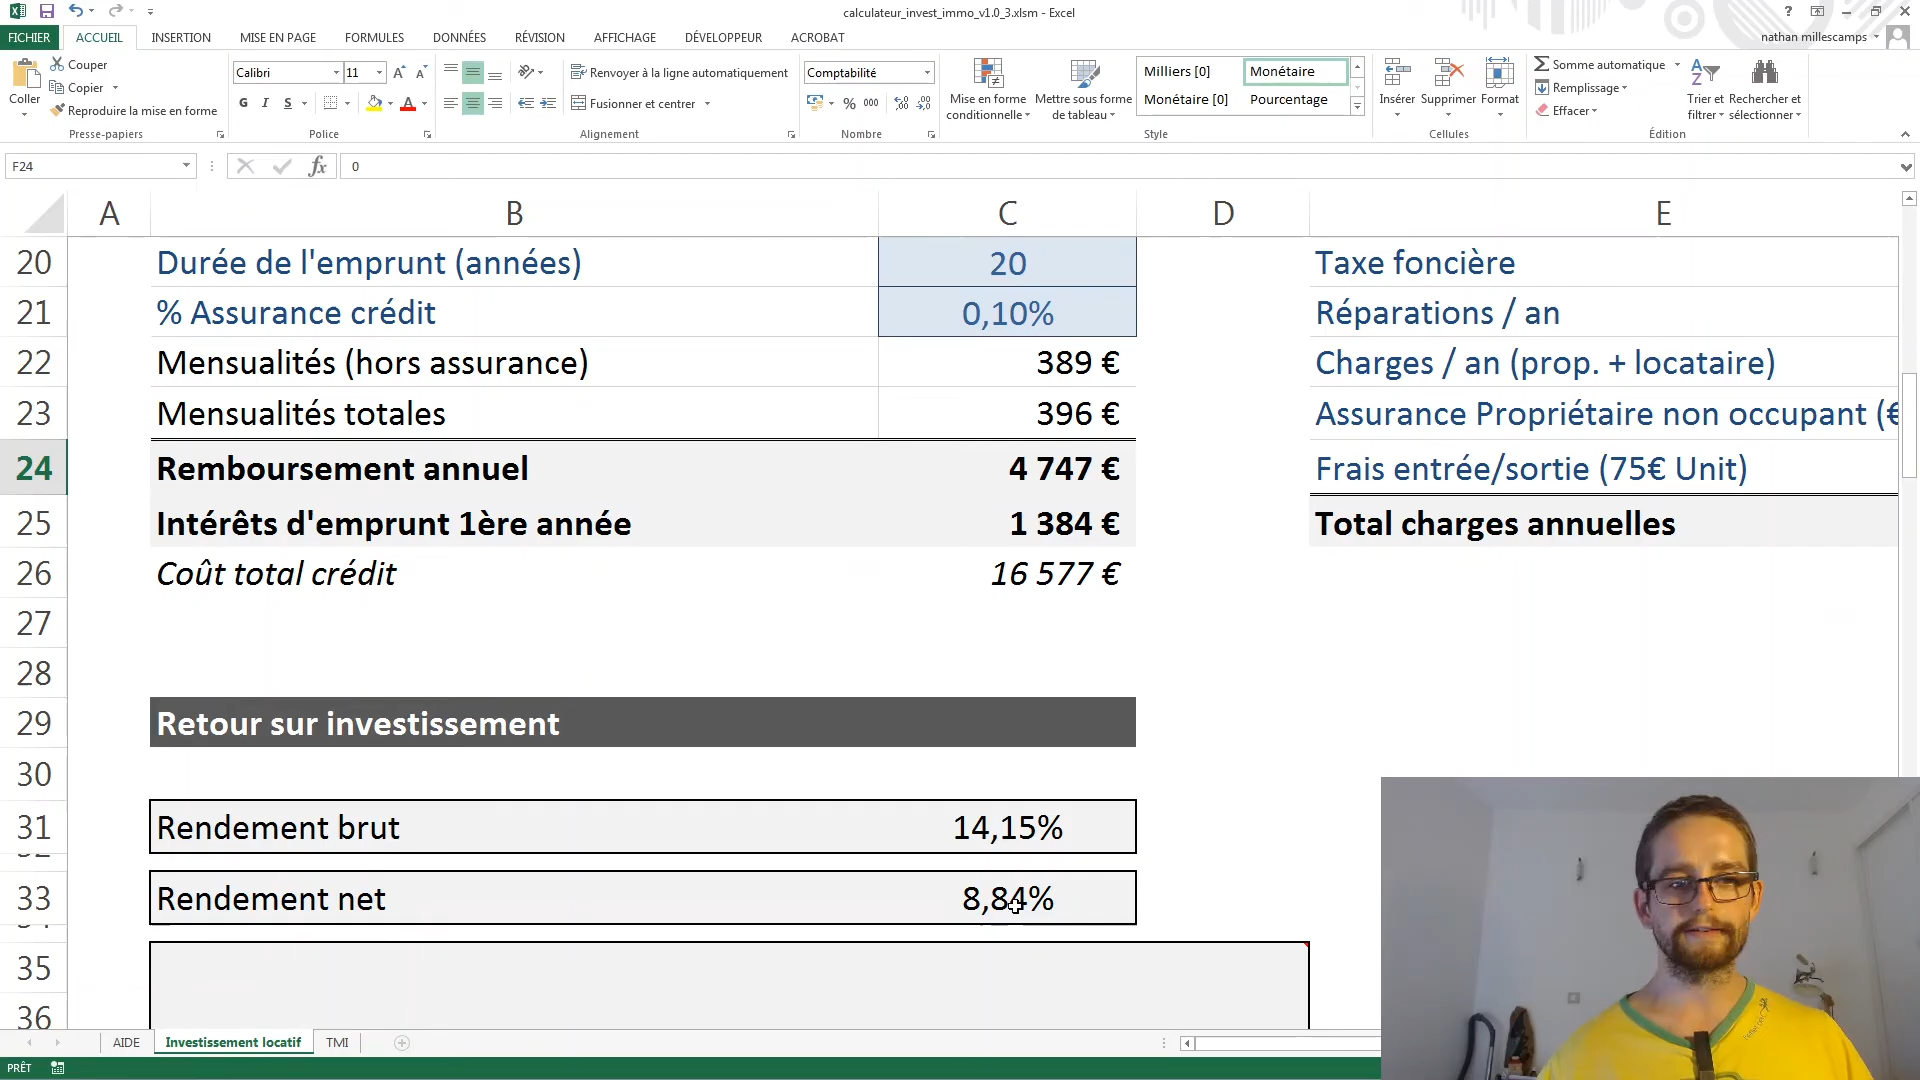 calculateur_invest_immo_v1.0_3.xlsm - Excel
FICHIER ACCUEIL INSERTION MISE EN PAGE FORMULES DONNÉES RÉVISION AFFICHAGE DÉVELOPPEUR ACROBAT nathan millescamps
Coller
Couper
Copier
Reproduire la mise en forme
Presse-papiers
Calibri 11
G I S
Police
Renvoyer à la ligne automatiquement
Fusionner et centrer
Alignement
Comptabilité
% 000
Nombre
Mise en forme conditionnelle
Mettre sous forme de tableau
Milliers [0] Monétaire
Monétaire [0] Pourcentage
Style
Insérer Supprimer Format
Cellules
Somme automatique
Remplissage
Effacer
Trier et filtrer
Rechercher et sélectionner
Édition
F24 fx 0
A B C D E
20 Durée de l'emprunt (années) 20 Taxe foncière
21 % Assurance crédit 0,10% Réparations / an
22 Mensualités (hors assurance) 389 € Charges / an (prop. + locataire)
23 Mensualités totales 396 € Assurance Propriétaire non occupant (€
24 Remboursement annuel 4 747 € Frais entrée/sortie (75€ Unit)
25 Intérêts d'emprunt 1ère année 1 384 € Total charges annuelles
26 Coût total crédit 16 577 €
27
28
29 Retour sur investissement
30
31 Rendement brut 14,15%
33 Rendement net 8,84%
35
36
AIDE Investissement locatif TMI
PRÊT